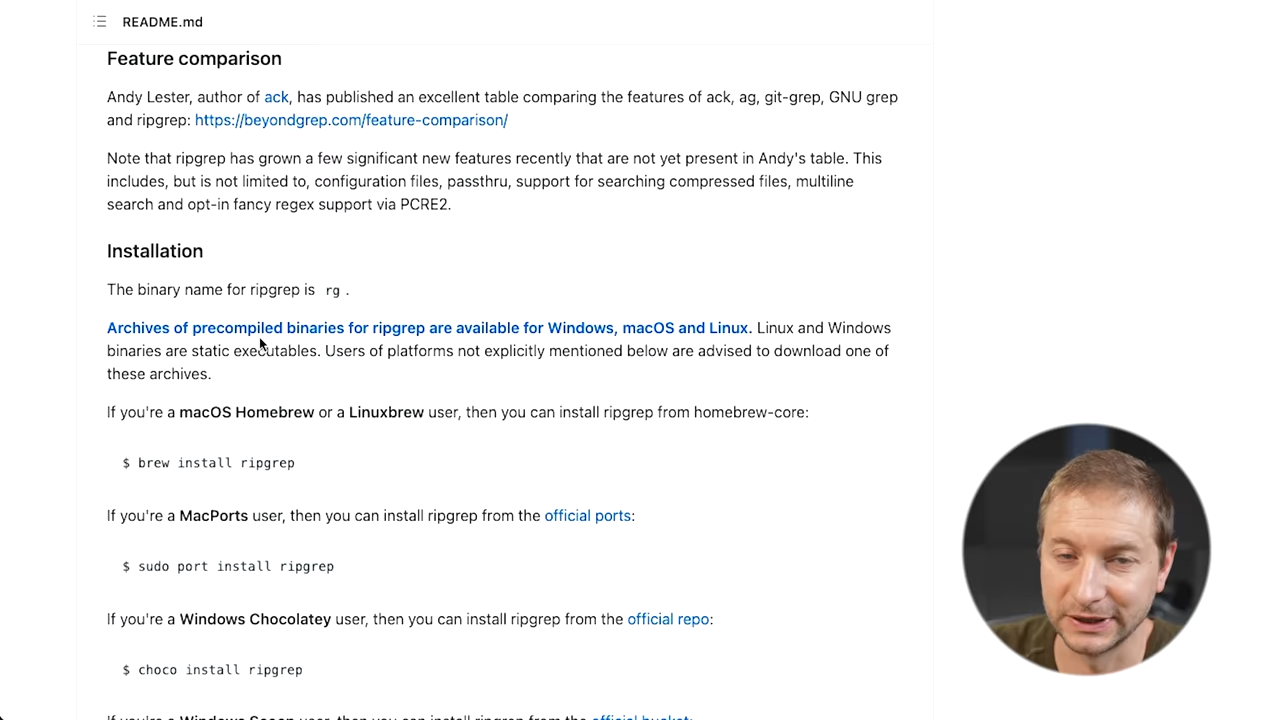 README.md
Feature comparison
Andy Lester, author of ack, has published an excellent table comparing the features of ack, ag, git-grep, GNU grep
and ripgrep: https://beyondgrep.com/feature-comparison/
Note that ripgrep has grown a few significant new features recently that are not yet present in Andy's table. This
includes, but is not limited to, configuration files, passthru, support for searching compressed files, multiline
search and opt-in fancy regex support via PCRE2.
Installation
The binary name for ripgrep is rg .
Archives of precompiled binaries for ripgrep are available for Windows, macOS and Linux. Linux and Windows
binaries are static executables. Users of platforms not explicitly mentioned below are advised to download one of
these archives.
If you're a macOS Homebrew or a Linuxbrew user, then you can install ripgrep from homebrew-core:
$ brew install ripgrep
If you're a MacPorts user, then you can install ripgrep from the official ports:
$ sudo port install ripgrep
If you're a Windows Chocolatey user, then you can install ripgrep from the official repo:
$ choco install ripgrep
If you're a Windows Scoop user, then you can install ripgrep from the official bucket: